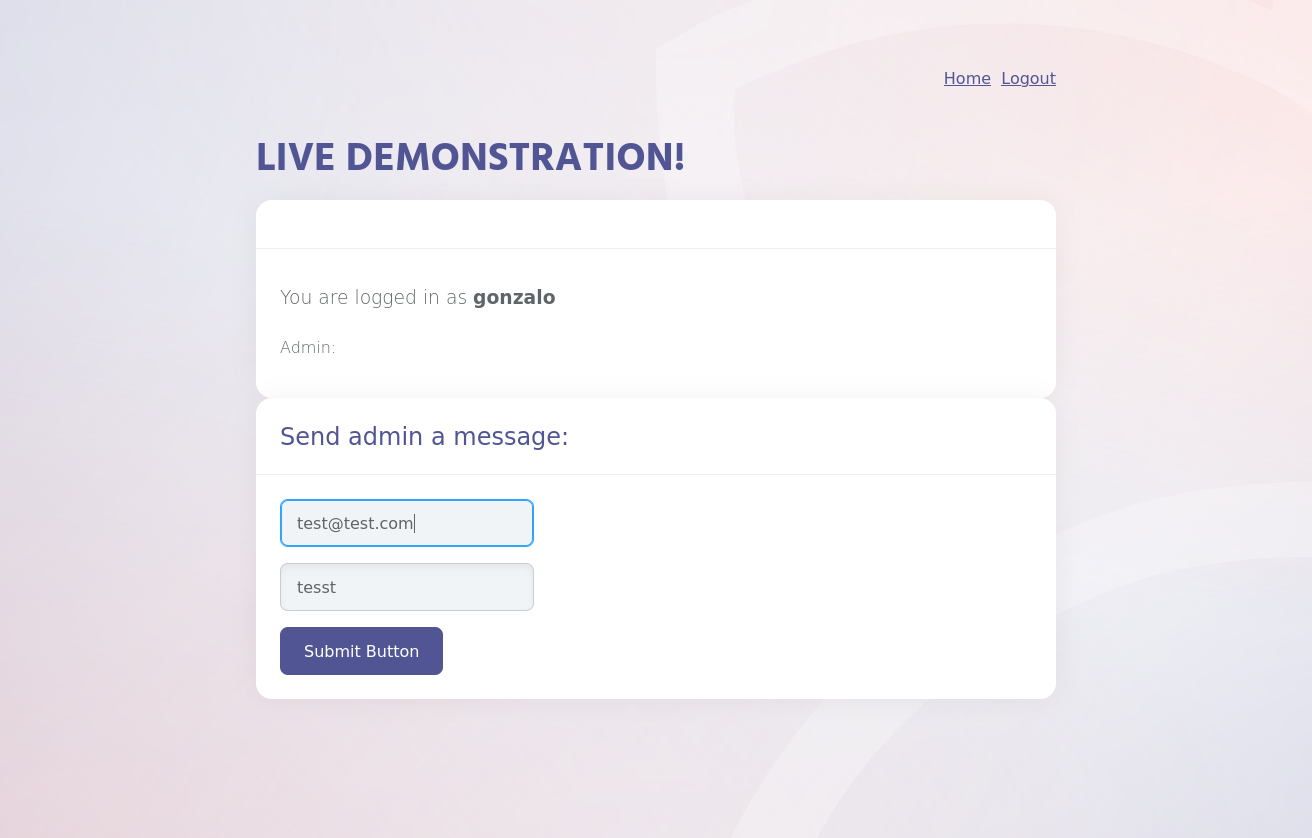 Home Logout
LIVE DEMONSTRATION!
You are logged in as gonzalo
Admin:
Send admin a message:
test@test.com
tesst
Submit Button